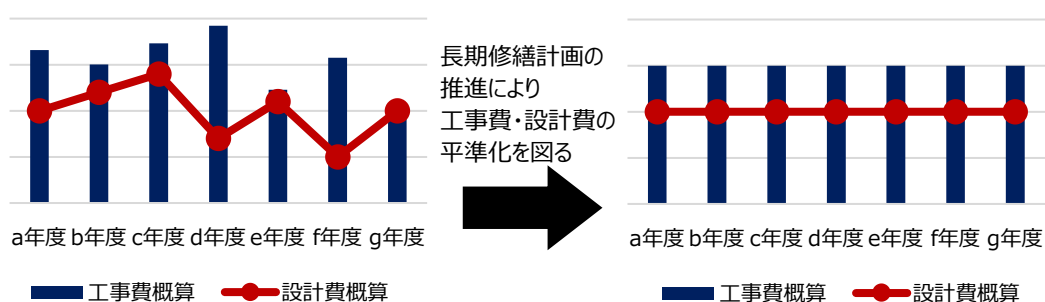 長期修繕計画の
推進により
工事費・設計費の
平準化を図る
a年度 b年度 c年度 d年度 e年度 f年度 g年度
工事費概算 設計費概算
a年度 b年度 c年度 d年度 e年度 f年度 g年度
工事費概算 設計費概算